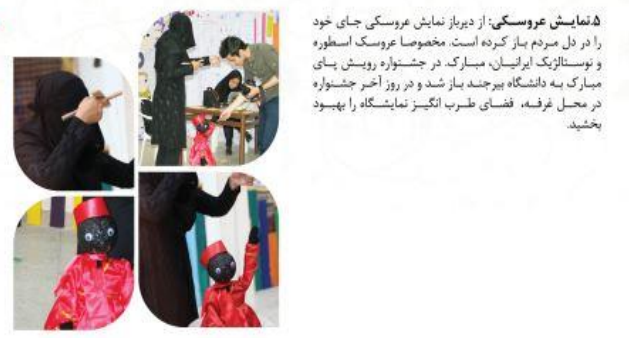 ۵.نمایش عروسکی: از دیرباز نمایش عروسکی جای خود
را در دل مردم باز کرده است. مخصوصا عروسک اسطوره
و نوستالژیک ایرانیان، مبارک. در جشنواره رویش پای
مبارک به دانشگاه بیرجند باز شد و در روز آخر جشنواره
در محل غرفه، فضای طرب انگیز نمایشگاه را بهبود
بخشید.